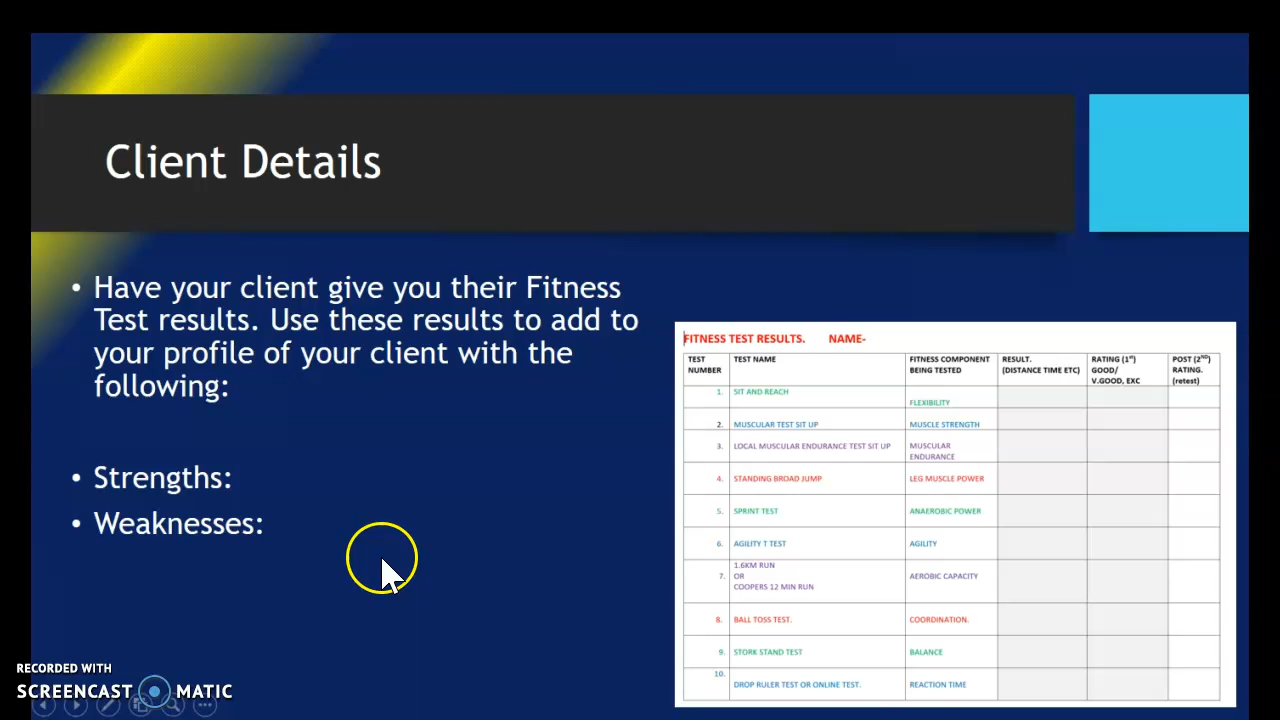 Client Details
• Have your client give you their Fitness
Test results. Use these results to add to
your profile of your client with the
following:
• Strengths:
• Weaknesses:
FITNESS TEST RESULTS. NAME-
TEST NUMBER TEST NAME FITNESS COMPONENT BEING TESTED RESULT. (DISTANCE TIME ETC) RATING (1ST) GOOD/ V.GOOD, EXC POST (2ND) RATING. (retest)
1. SIT AND REACH FLEXIBILITY
2. MUSCULAR TEST SIT UP MUSCLE STRENGTH
3. LOCAL MUSCULAR ENDURANCE TEST SIT UP MUSCULAR ENDURANCE
4. STANDING BROAD JUMP LEG MUSCLE POWER
5. SPRINT TEST ANAEROBIC POWER
6. AGILITY T TEST AGILITY
7. 1.6KM RUN OR COOPERS 12 MIN RUN AEROBIC CAPACITY
8. BALL TOSS TEST. COORDINATION.
9. STORK STAND TEST BALANCE
10. DROP RULER TEST OR ONLINE TEST. REACTION TIME
RECORDED WITH
SCREENCAST MATIC